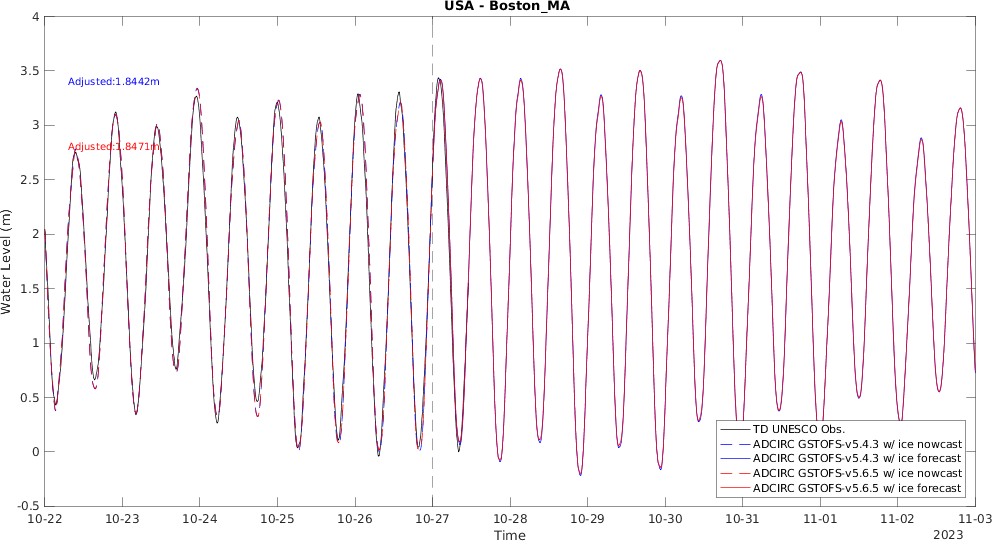 USA - Boston_MA
4
3.5
3
2.5
2
1.5
1
0.5
0
-0.5
Water Level (m)
Adjusted:1.8442m
Adjusted:1.8471m
TD UNESCO Obs.
ADCIRC GSTOFS-v5.4.3 w/ ice nowcast
ADCIRC GSTOFS-v5.4.3 w/ ice forecast
ADCIRC GSTOFS-v5.6.5 w/ ice nowcast
ADCIRC GSTOFS-v5.6.5 w/ ice forecast
10-22 10-23 10-24 10-25 10-26 10-27 10-28 10-29 10-30 10-31 11-01 11-02 11-03
Time
2023